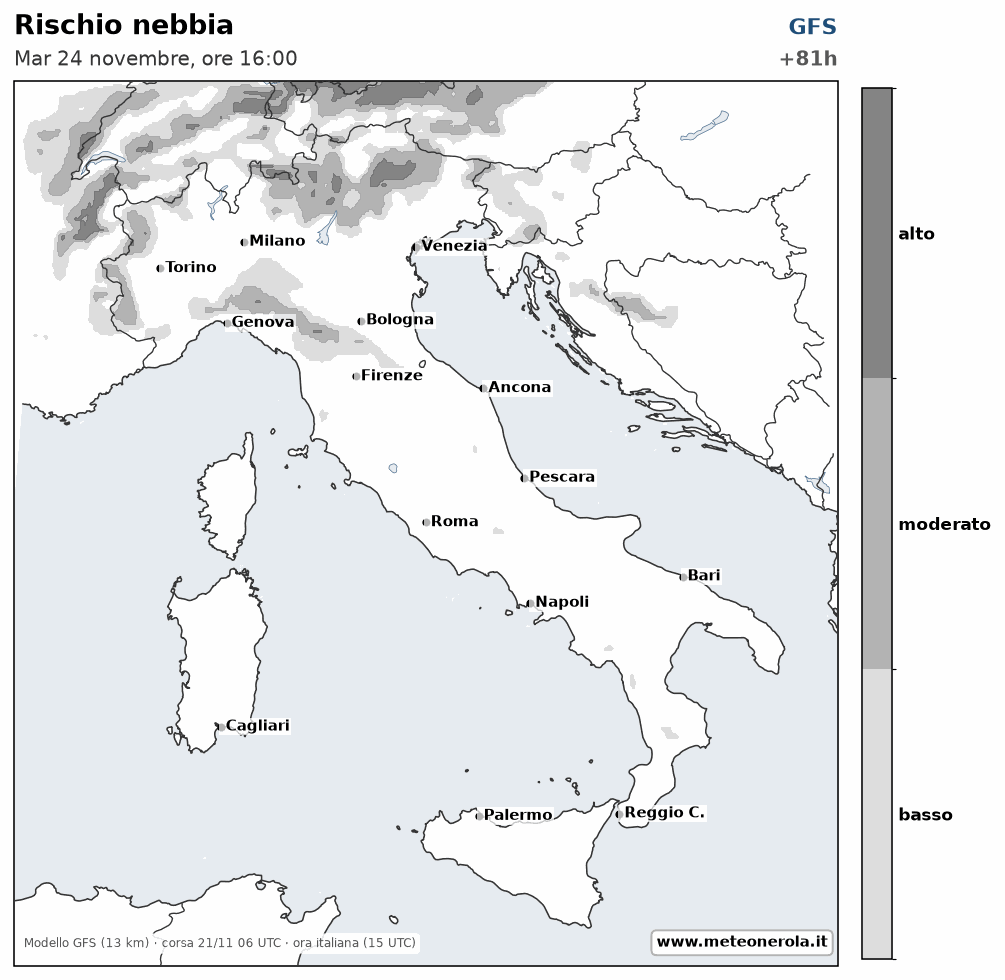 Rischio nebbia
GFS
Mar 24 novembre, ore 16:00
+81h
alto
Milano
Venezia
Torino
Bologna
Genova
Firenze
Ancona
Pescara
Roma
moderato
Bari
Napoli
Cagliari
Palermo
Reggio C.
basso
Modello GFS (13 km) · corsa 21/11 06 UTC · ora italiana (15 UTC)
www.meteonerola.it